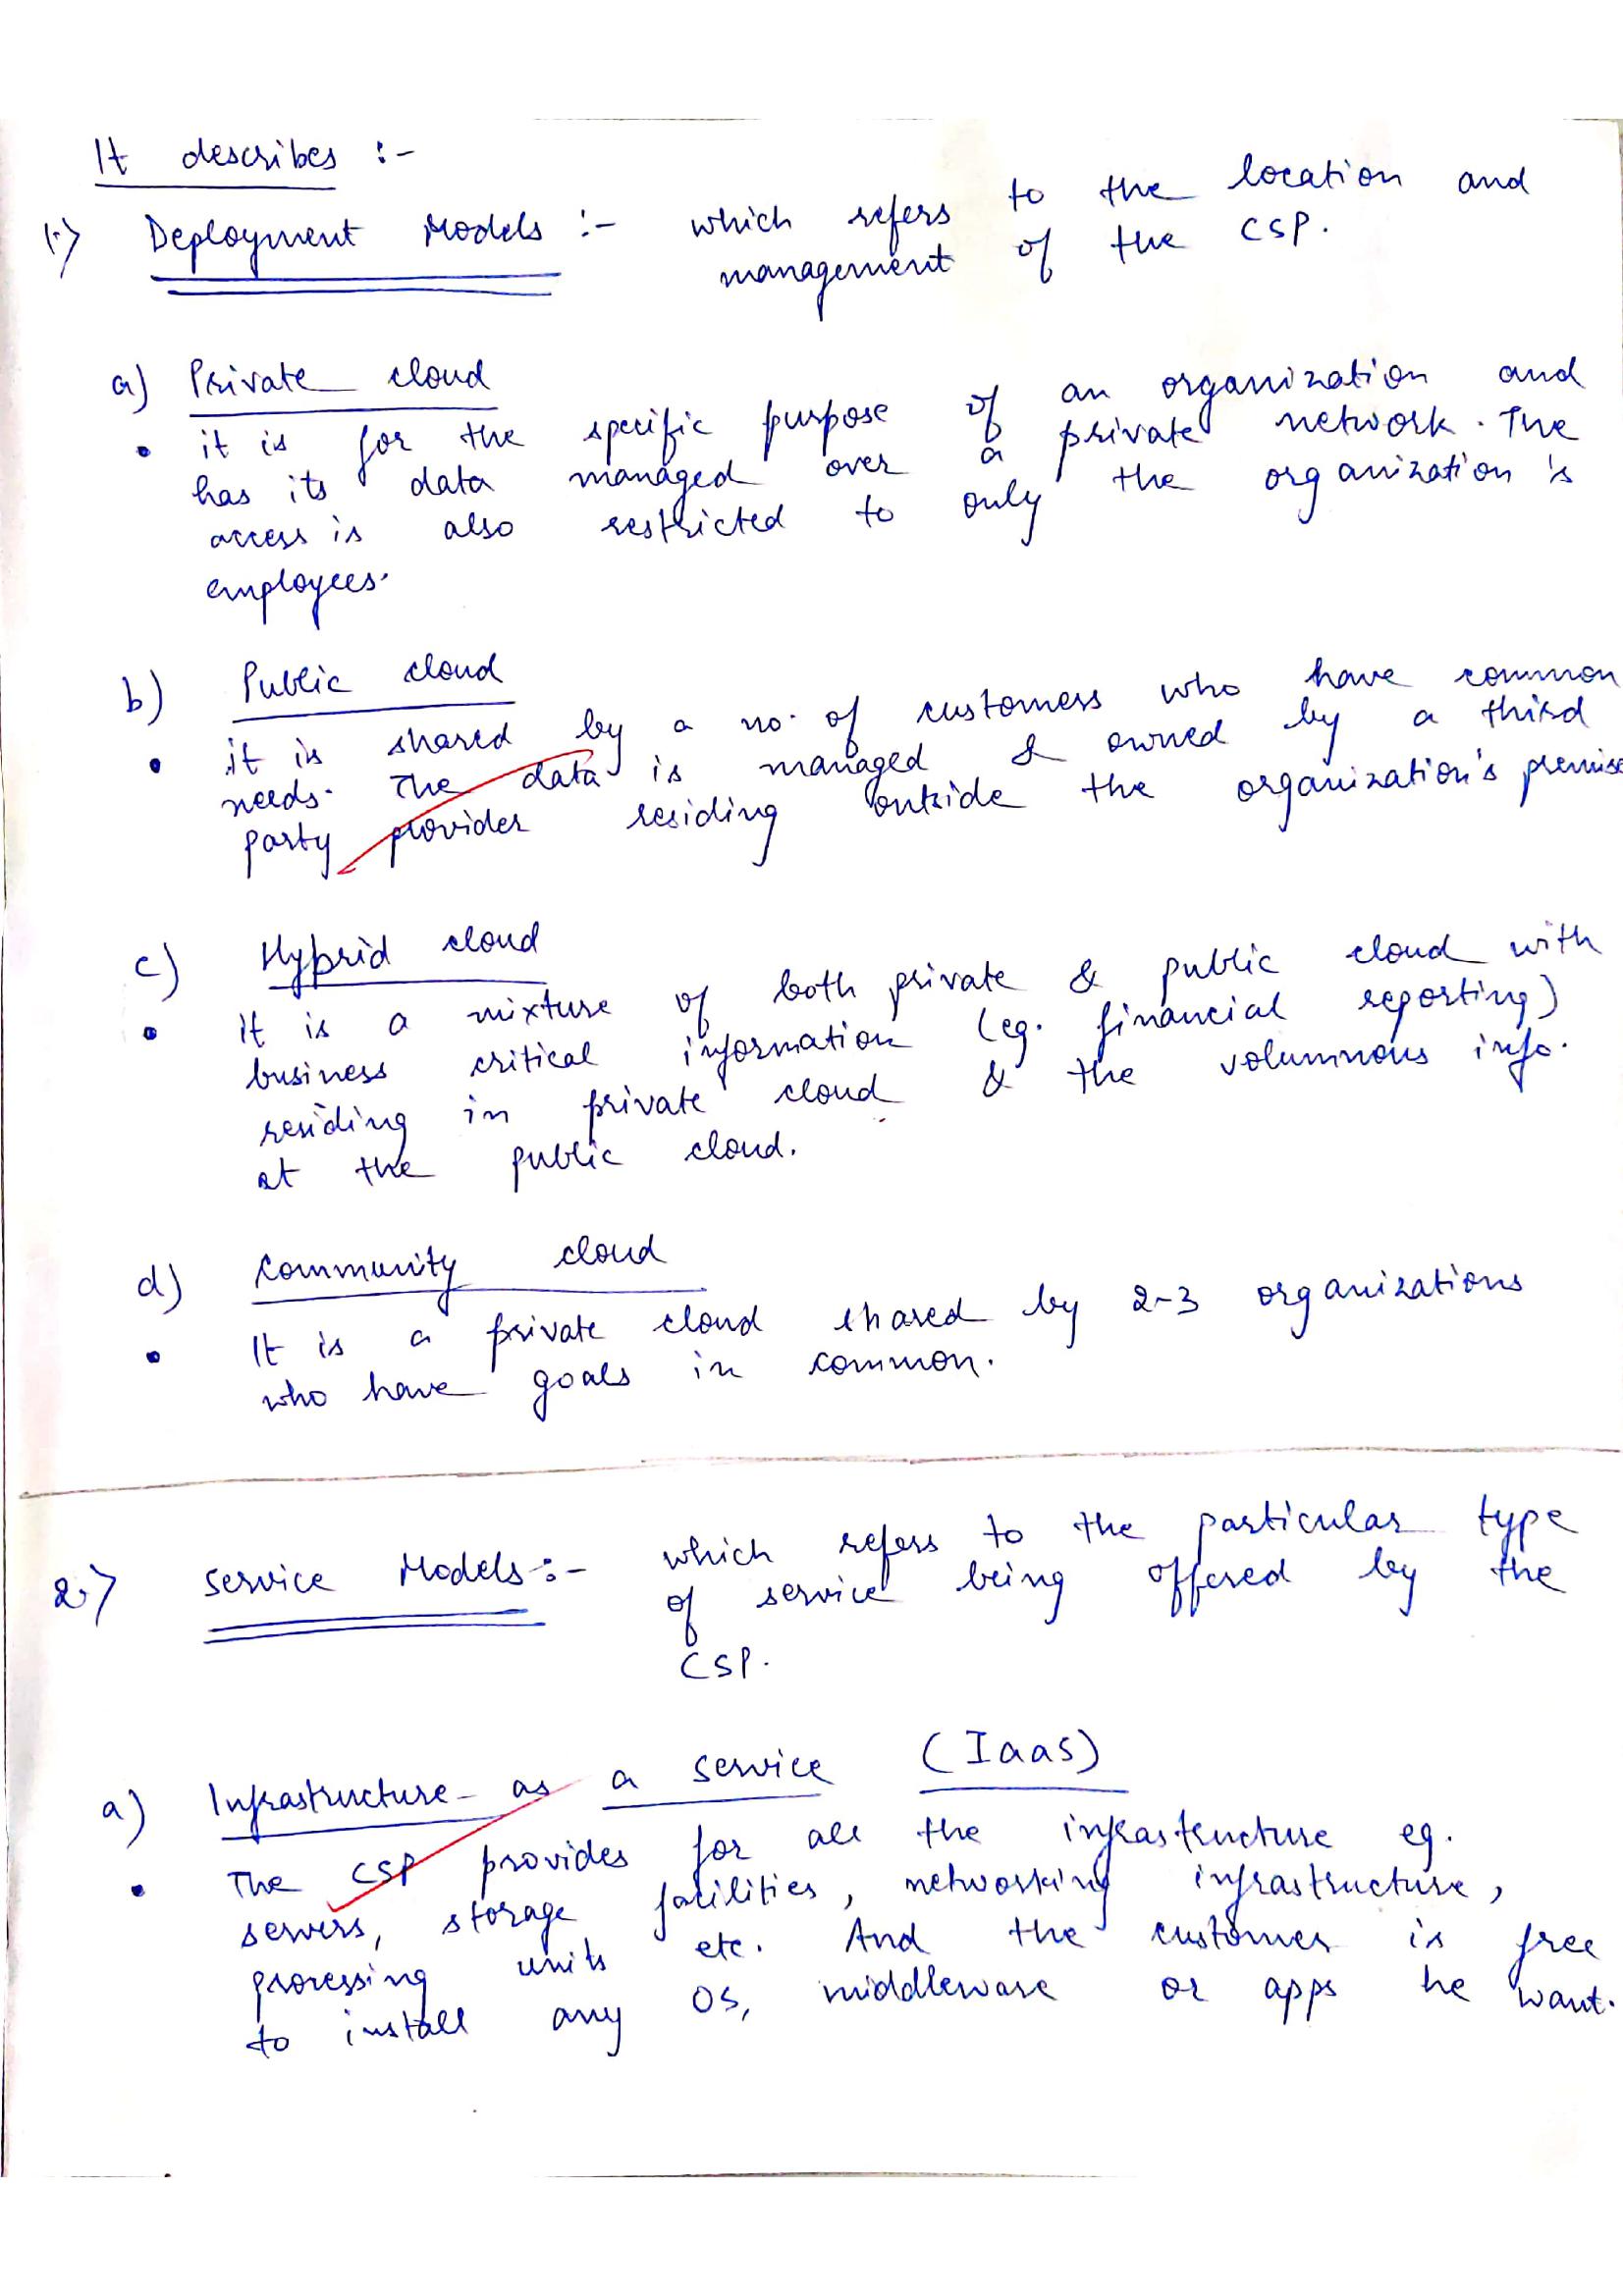 It describes :-
1.) Deployment Models :- which refers to the location and
management of the CSP.
a) Private cloud
• it is for the specific purpose of an organization and
has its data managed over a private network. The
access is also restricted to only the organization's
employees.
b) Public cloud
• it is shared by a no. of customers who have common
needs. The data is managed & owned by a third
party provider residing outside the organization's premise
c) Hybrid cloud
• it is a mixture of both private & public cloud with
business critical information (eg. financial reporting)
residing in private cloud & the voluminous info.
at the public cloud.
d) Community cloud
• It is a private cloud shared by 2-3 organizations
who have goals in common.
2.) Service Models :- which refers to the particular type
of service being offered by the
CSP.
a) Infrastructure as a service (IaaS)
• The CSP provides for all the infrastructure eg.
servers, storage facilities, networking infrastructure,
processing units etc. And the customer is free
to install any OS, middleware or apps he want.